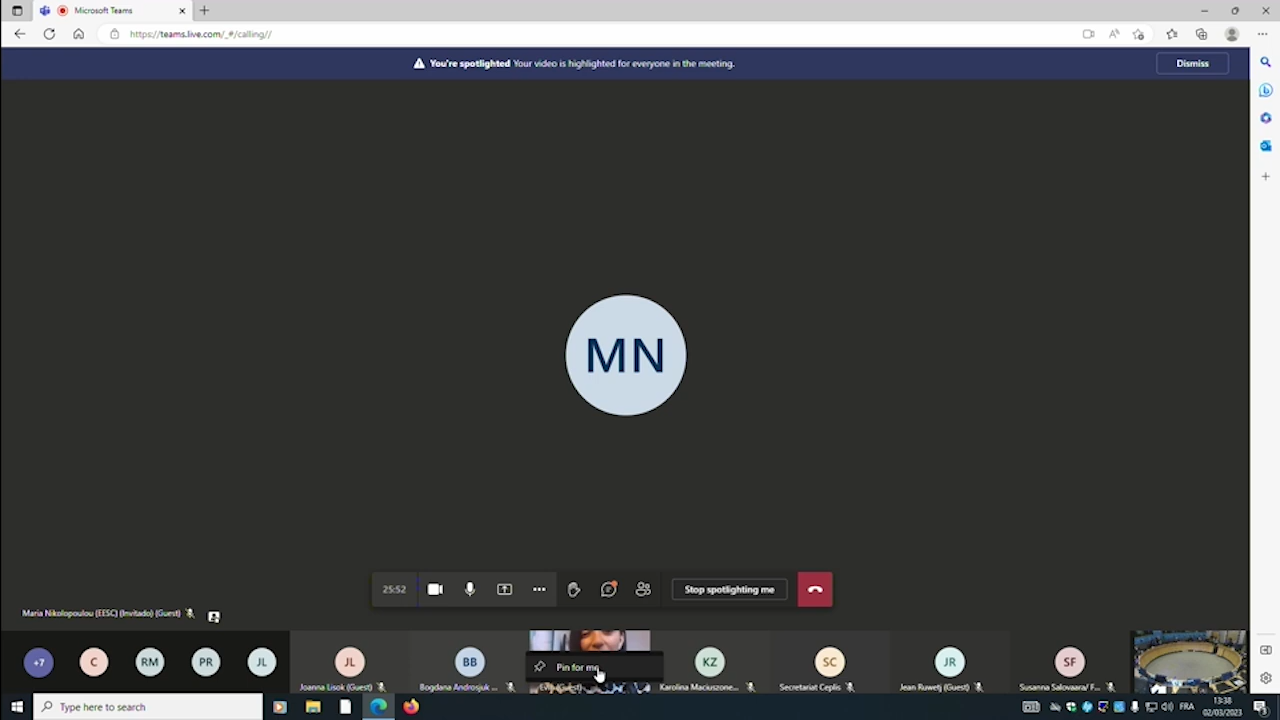 Microsoft Teams
https://teams.live.com/_#/calling//
You're spotlighted Your video is highlighted for everyone in the meeting.
Dismiss
MN
25:52
Stop spotlighting me
Maria Nikolopoulou (EESC) (Invitado) (Guest)
+7
C
RM
PR
JL
JL
BB
KZ
SC
JR
SF
Pin for me
Joanna Lisok (Guest)
Bogdana Androsjuk ...
(Guest)
Karolina Maciuszone...
Secretariat Ceplis
Jean Ruwetj (Guest)
Susanna Salovaara/ F...
Type here to search
FRA
13:38
02/03/2023
3